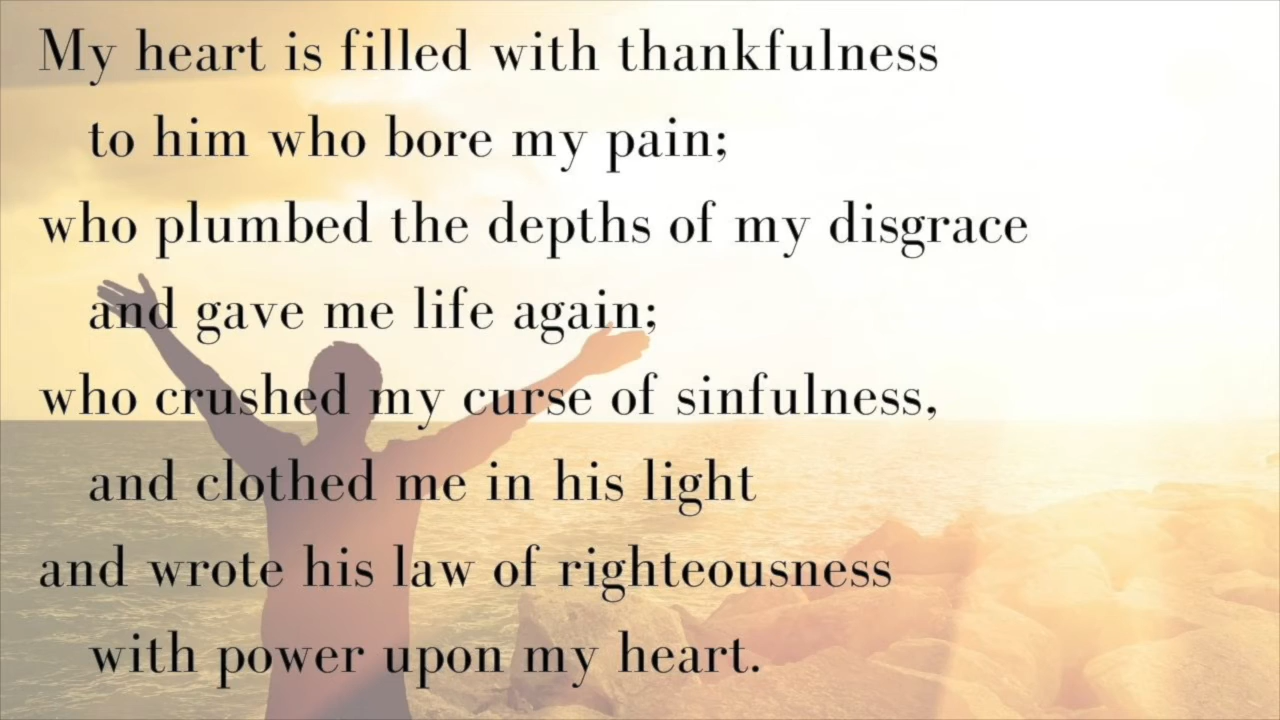 My heart is filled with thankfulness
to him who bore my pain;
who plumbed the depths of my disgrace
and gave me life again;
who crushed my curse of sinfulness,
and clothed me in his light
and wrote his law of righteousness
with power upon my heart.